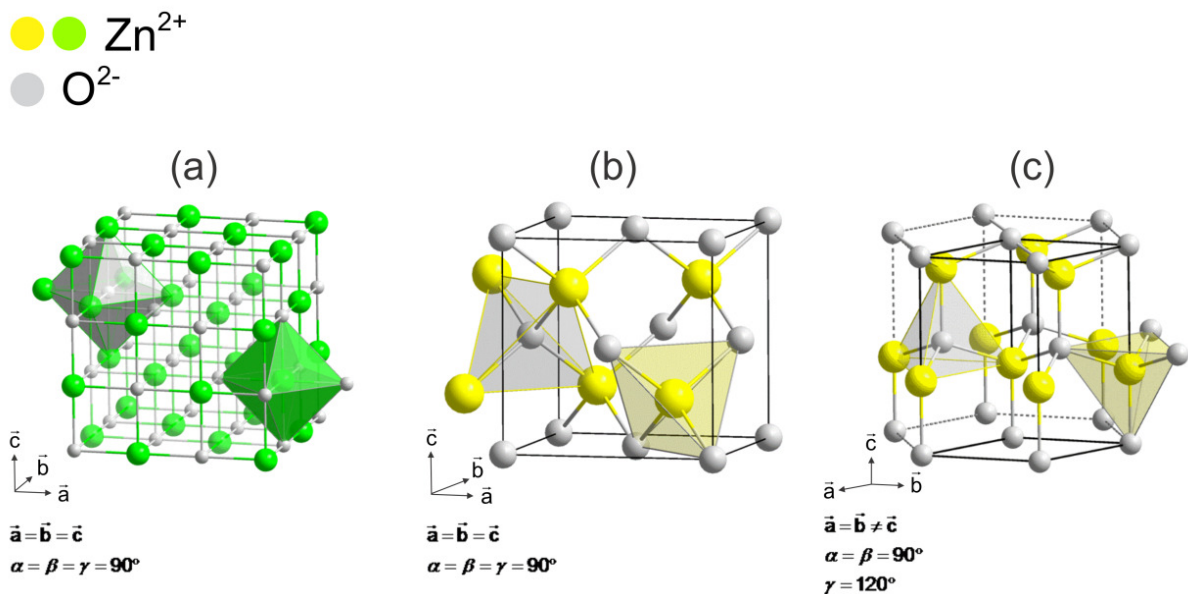 Zn²⁺
O²⁻
(a) (b) (c)
c⃗
b⃗
a⃗
a⃗ = b⃗ = c⃗
α = β = γ = 90º
c⃗
b⃗
a⃗
a⃗ = b⃗ = c⃗
α = β = γ = 90º
c⃗
a⃗ b⃗
a⃗ = b⃗ ≠ c⃗
α = β = 90º
γ = 120º